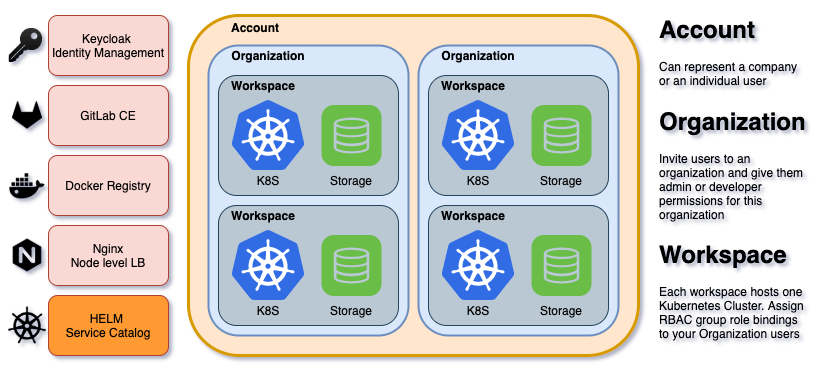 Keycloak
Identity Management
GitLab CE
Docker Registry
Nginx
Node level LB
HELM
Service Catalog
Account
Organization
Workspace
K8S
Storage
Workspace
K8S
Storage
Organization
Workspace
K8S
Storage
Workspace
K8S
Storage
Account
Can represent a company
or an individual user
Organization
Invite users to an
organization and give them
admin or developer
permissions for this
organization
Workspace
Each workspace hosts one
Kubernetes Cluster. Assign
RBAC group role bindings
to your Organization users